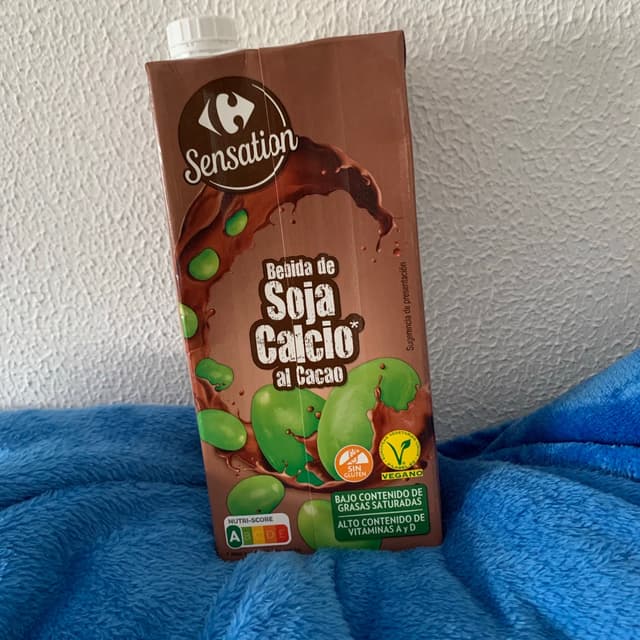 Sensation
Bebida de
Soja
Calcio*
al Cacao
Sugerencia de presentación
SIN
GLUTEN
VEGANO
BAJO CONTENIDO DE
GRASAS SATURADAS
ALTO CONTENIDO DE
VITAMINAS A y D
NUTRI-SCORE
A B C D E